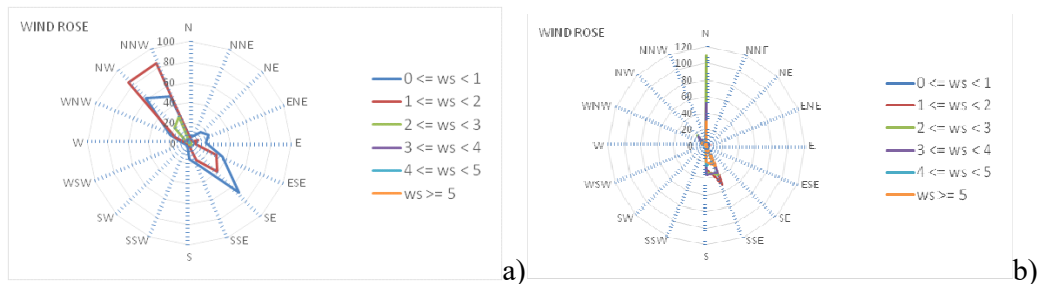 WIND ROSE
N
NNE
NE
ENE
E
ESE
SE
SSE
S
SSW
SW
WSW
W
WNW
NW
NNW
100
80
60
40
20
0
0 <= ws < 1
1 <= ws < 2
2 <= ws < 3
3 <= ws < 4
4 <= ws < 5
ws >= 5
a)
WIND ROSE
N
NNE
NE
ENE
E
ESE
SE
SSE
S
SSW
SW
WSW
W
WNW
NW
NNW
120
100
80
60
40
20
0
0 <= ws < 1
1 <= ws < 2
2 <= ws < 3
3 <= ws < 4
4 <= ws < 5
ws >= 5
b)